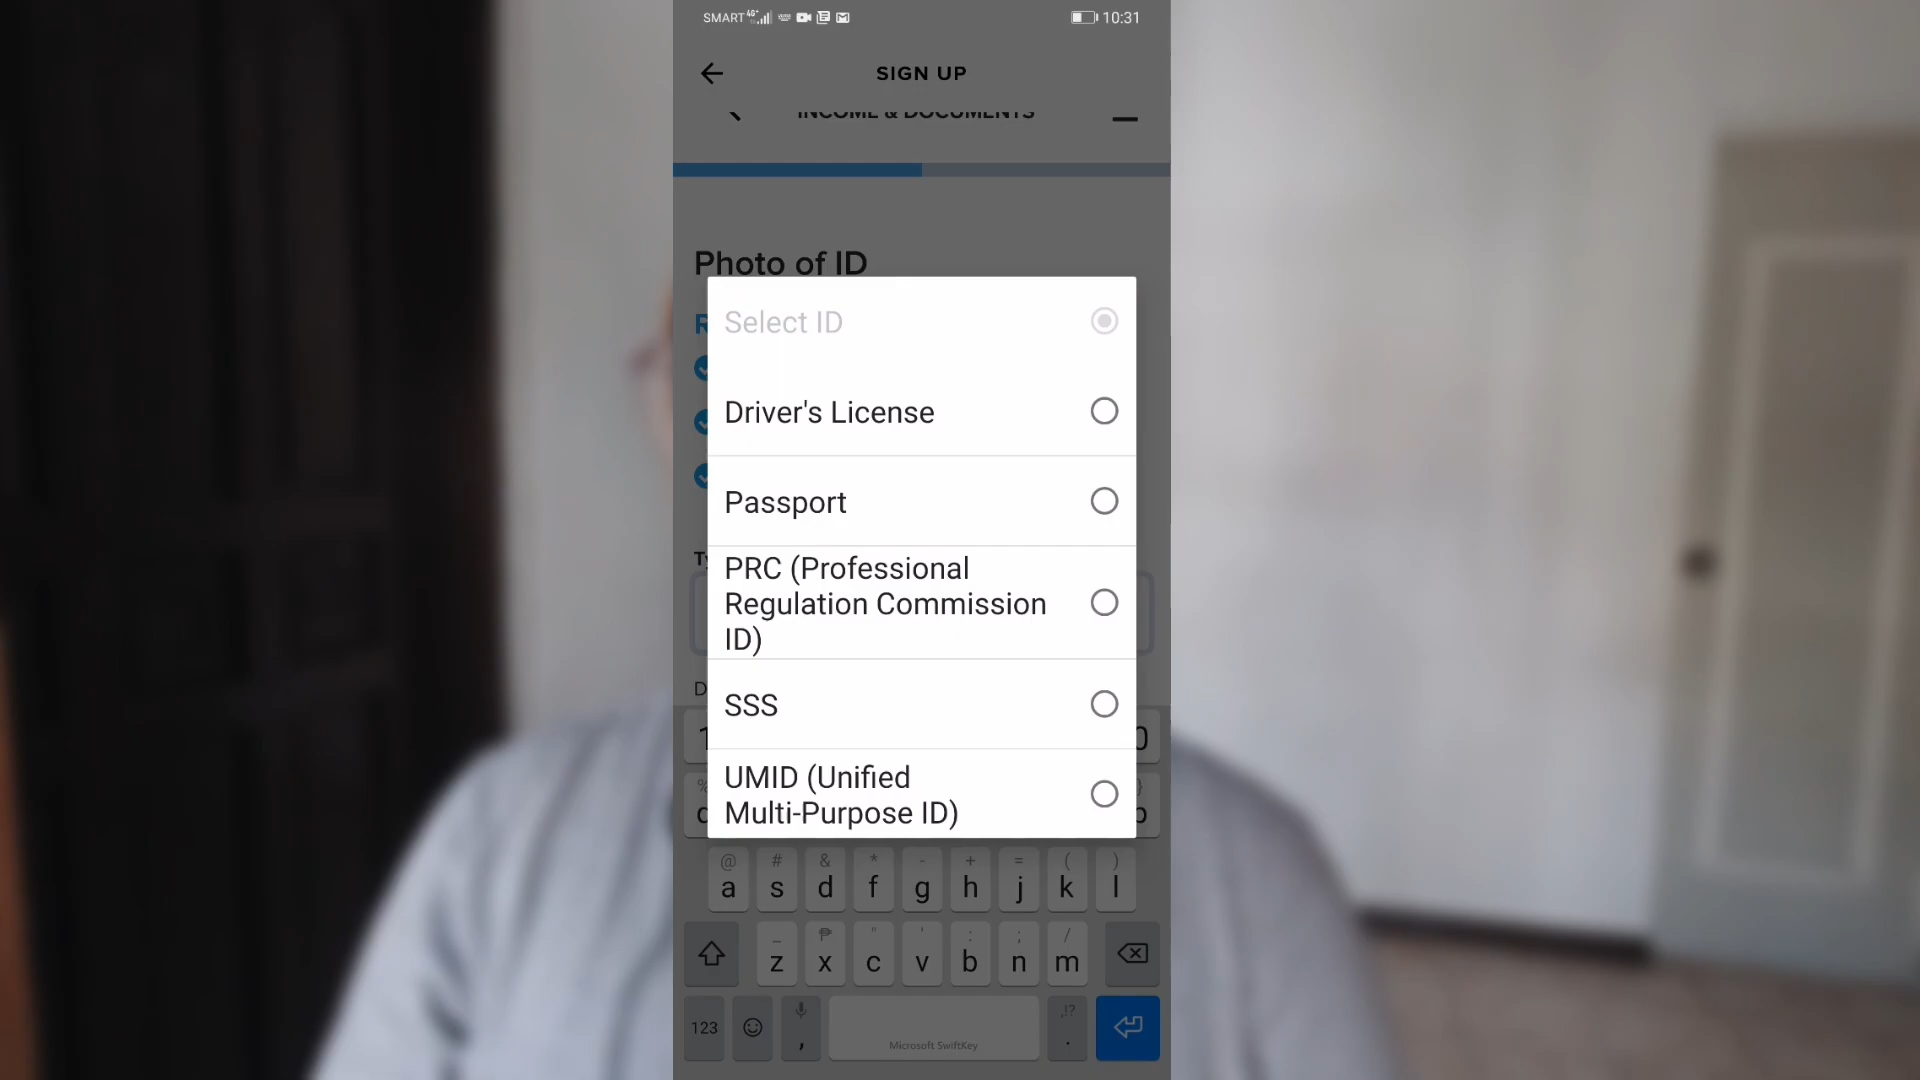 SMART 4G+ 10:31
SIGN UP
INCOME & DOCUMENTS
Photo of ID
Select ID
Driver's License
Passport
PRC (Professional
Regulation Commission
ID)
SSS
UMID (Unified
Multi-Purpose ID)
@ # & * - + = ( )
a s d f g h j k l
_ ₱ " ' : ; /
z x c v b n m
,!?
123 , .
Microsoft SwiftKey